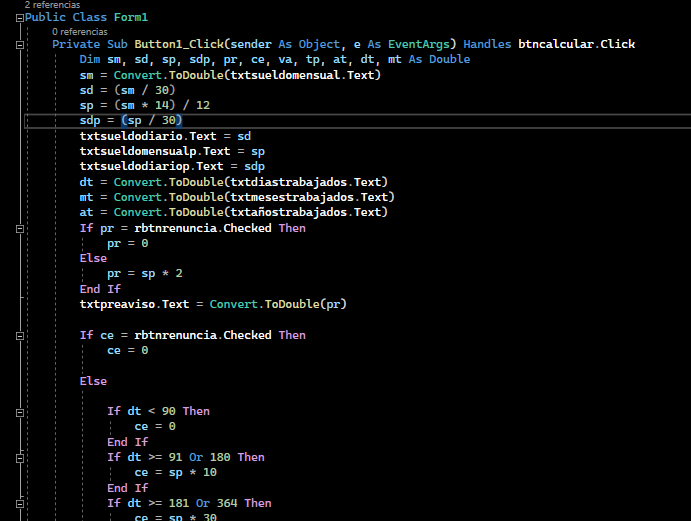 2 referencias
Public Class Form1
0 referencias
Private Sub Button1_Click(sender As Object, e As EventArgs) Handles btncalcular.Click
Dim sm, sd, sp, sdp, pr, ce, va, tp, at, dt, mt As Double
sm = Convert.ToDouble(txtsueldomensual.Text)
sd = (sm / 30)
sp = (sm * 14) / 12
sdp = (sp / 30)
txtsueldodiario.Text = sd
txtsueldomensualp.Text = sp
txtsueldodiariop.Text = sdp
dt = Convert.ToDouble(txtdiastrabajados.Text)
mt = Convert.ToDouble(txtmesestrabajados.Text)
at = Convert.ToDouble(txtañostrabajados.Text)
If pr = rbtnrenuncia.Checked Then
pr = 0
Else
pr = sp * 2
End If
txtpreaviso.Text = Convert.ToDouble(pr)
If ce = rbtnrenuncia.Checked Then
ce = 0
Else
If dt < 90 Then
ce = 0
End If
If dt >= 91 Or 180 Then
ce = sp * 10
End If
If dt >= 181 Or 364 Then
ce = sp * 30